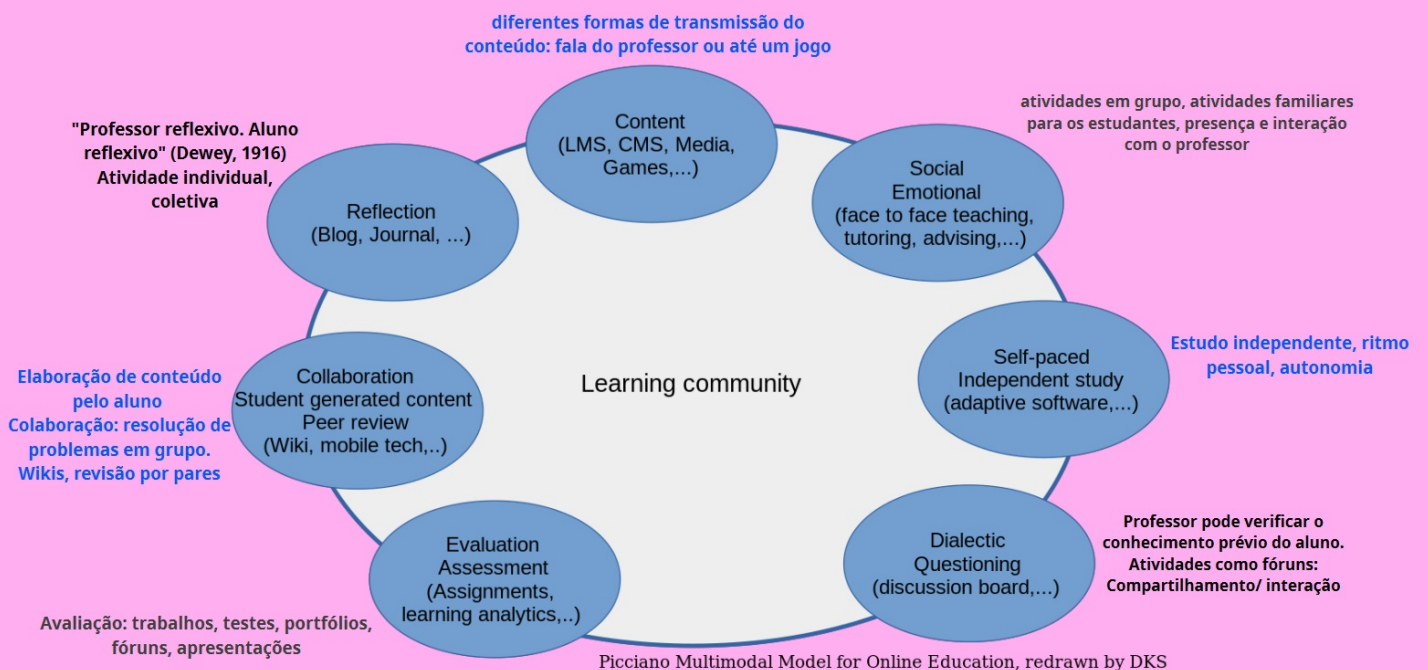 diferentes formas de transmissão do
conteúdo: fala do professor ou até um jogo
Content
(LMS, CMS, Media,
Games,...)
atividades em grupo, atividades familiares
para os estudantes, presença e interação
com o professor
Social
Emotional
(face to face teaching,
tutoring, advising,...)
"Professor reflexivo. Aluno
reflexivo" (Dewey, 1916)
Atividade individual,
coletiva
Reflection
(Blog, Journal, ...)
Learning community
Self-paced
Independent study
(adaptive software,...)
Estudo independente, ritmo
pessoal, autonomia
Elaboração de conteúdo
pelo aluno
Colaboração: resolução de
problemas em grupo.
Wikis, revisão por pares
Collaboration
Student generated content
Peer review
(Wiki, mobile tech,..)
Dialectic
Questioning
(discussion board,...)
Professor pode verificar o
conhecimento prévio do aluno.
Atividades como fóruns:
Compartilhamento/ interação
Evaluation
Assessment
(Assignments,
learning analytics,..)
Avaliação: trabalhos, testes, portfólios,
fóruns, apresentações
Picciano Multimodal Model for Online Education, redrawn by DKS